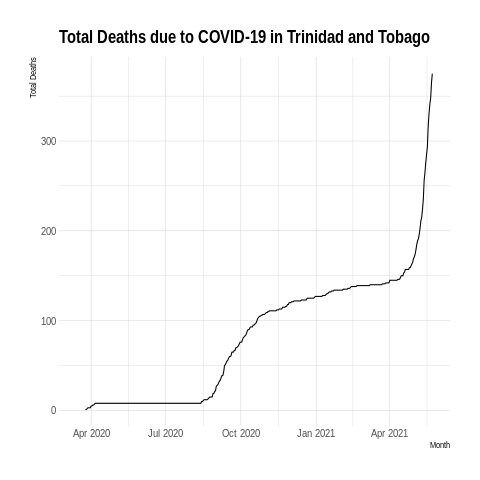 Total Deaths due to COVID-19 in Trinidad and Tobago
Total Deaths
300
200
100
0
Apr 2020 Jul 2020 Oct 2020 Jan 2021 Apr 2021
Month